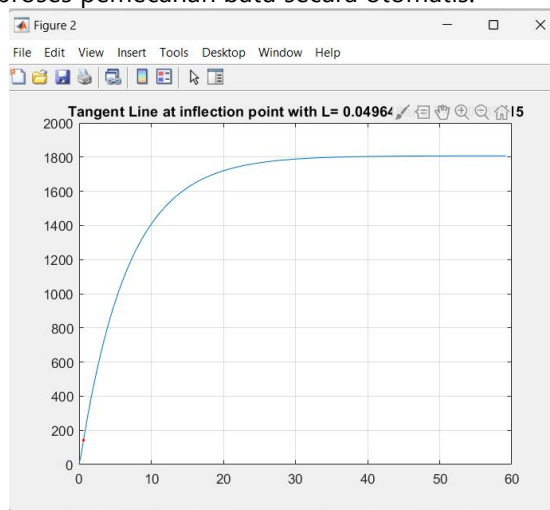 proses pemecahan batu secara otomatis.
Figure 2
File Edit View Insert Tools Desktop Window Help
Tangent Line at inflection point with L= 0.04964 15
2000
1800
1600
1400
1200
1000
800
600
400
200
0
0 10 20 30 40 50 60